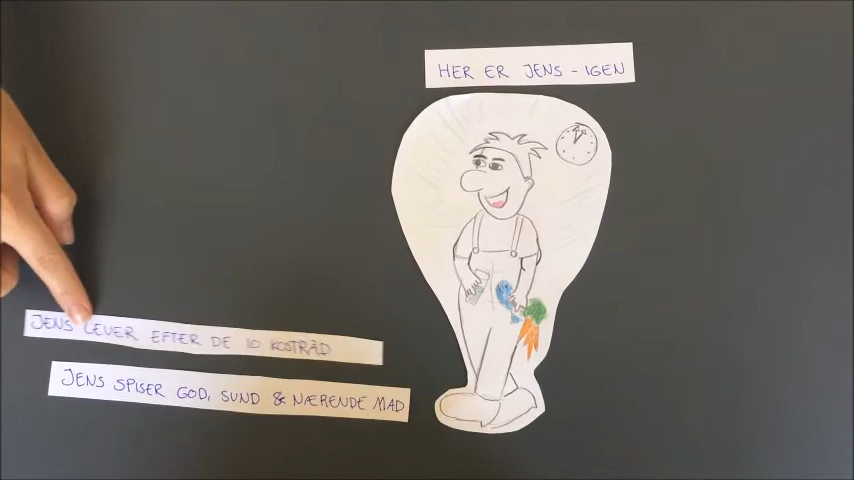 HER ER JENS - IGEN
JENS LEVER EFTER DE 10 KOSTRÅD
JENS SPISER GOD, SUND & NÆRENDE MAD